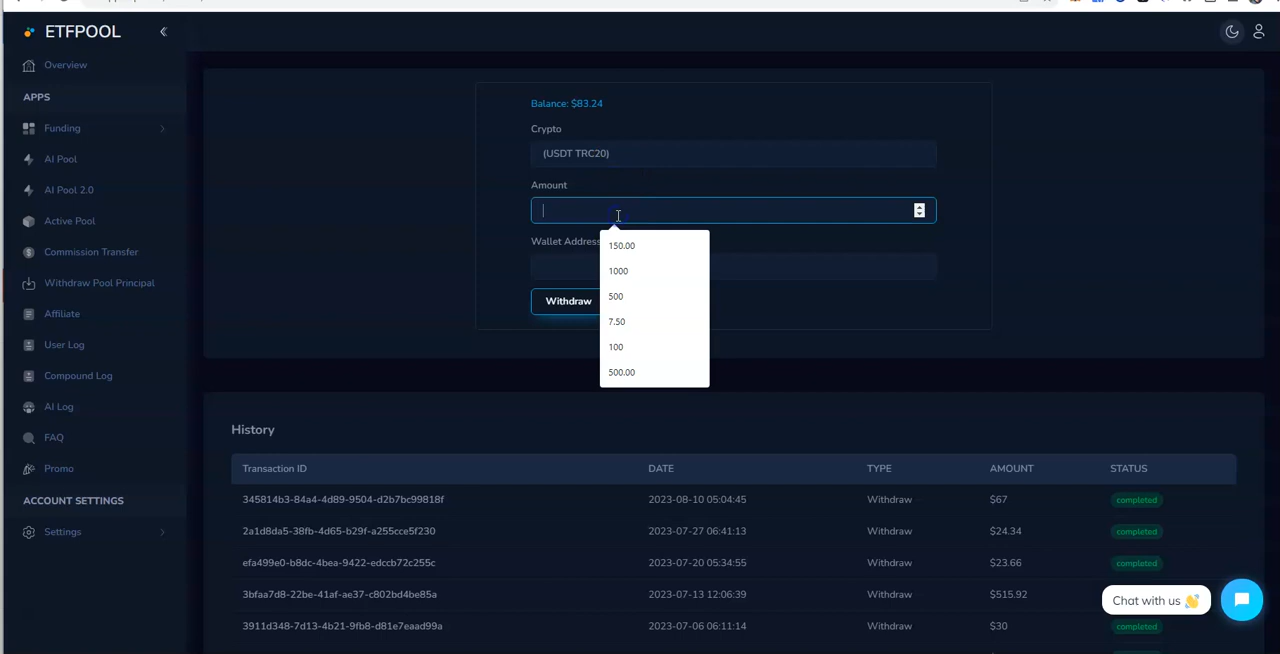 ETFPOOL
Overview
APPS
Funding
AI Pool
AI Pool 2.0
Active Pool
Commission Transfer
Withdraw Pool Principal
Affiliate
User Log
Compound Log
AI Log
FAQ
Promo
ACCOUNT SETTINGS
Settings
Balance: $83.24
Crypto
(USDT TRC20)
Amount
Wallet Address
150.00
1000
500
7.50
100
500.00
Withdraw
History
Transaction ID DATE TYPE AMOUNT STATUS
345814b3-84a4-4d89-9504-d2b7bc99818f 2023-08-10 05:04:45 Withdraw $67 completed
2a1d8da5-38fb-4d65-b29f-a255cce5f230 2023-07-27 06:41:13 Withdraw $24.34 completed
efa499e0-b8dc-4bea-9422-edccb72c255c 2023-07-20 05:34:55 Withdraw $23.66 completed
3bfaa7d8-22be-41af-ae37-c802bd4be85a 2023-07-13 12:06:39 Withdraw $515.92
3911d348-7d13-4b21-9fb8-d81e7eaad99a 2023-07-06 06:11:14 Withdraw $30 completed
Chat with us 👋